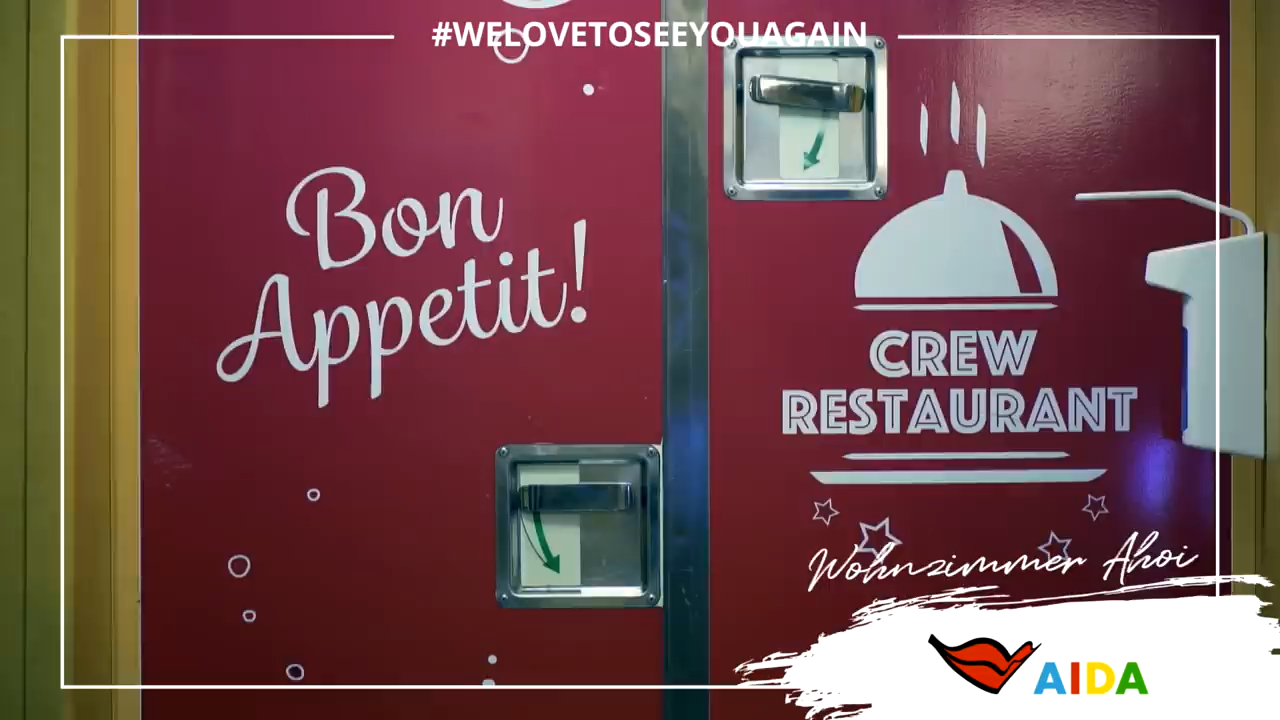 #WELOVETOSEEYOUAGAIN
Bon
Appetit!
CREW
RESTAURANT
Wohnzimmer Ahoi
AIDA